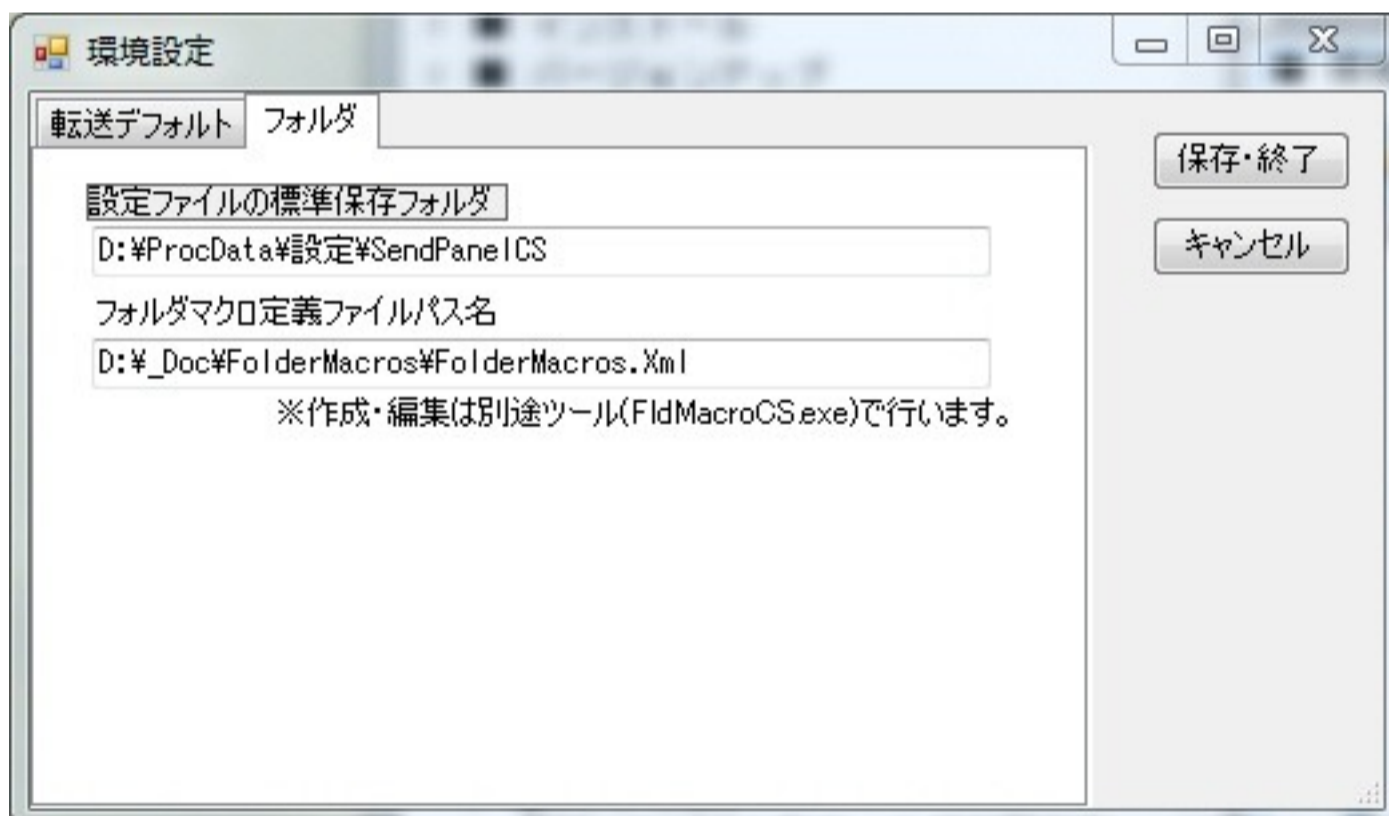 環境設定
転送デフォルト フォルダ
保存・終了
設定ファイルの標準保存フォルダ
D:¥ProcData¥設定¥SendPanelCS
キャンセル
フォルダマクロ定義ファイルパス名
D:¥_Doc¥FolderMacros¥FolderMacros.Xml
※作成・編集は別途ツール(FldMacroCS.exe)で行います。